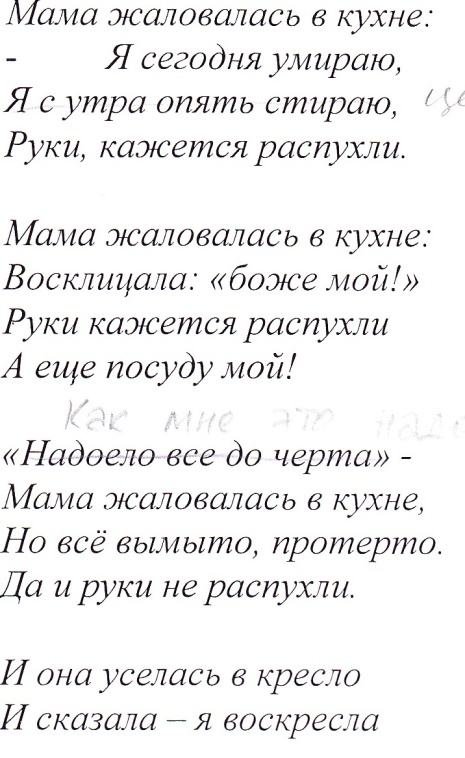 Мама жаловалась в кухне:
- Я сегодня умираю,
Я с утра опять стираю, це
Руки, кажется распухли.
Мама жаловалась в кухне:
Восклицала: «боже мой!»
Руки кажется распухли
А еще посуду мой!
Как мне это надо
«Надоело все до черта» -
Мама жаловалась в кухне,
Но всё вымыто, протерто.
Да и руки не распухли.
И она уселась в кресло
И сказала – я воскресла